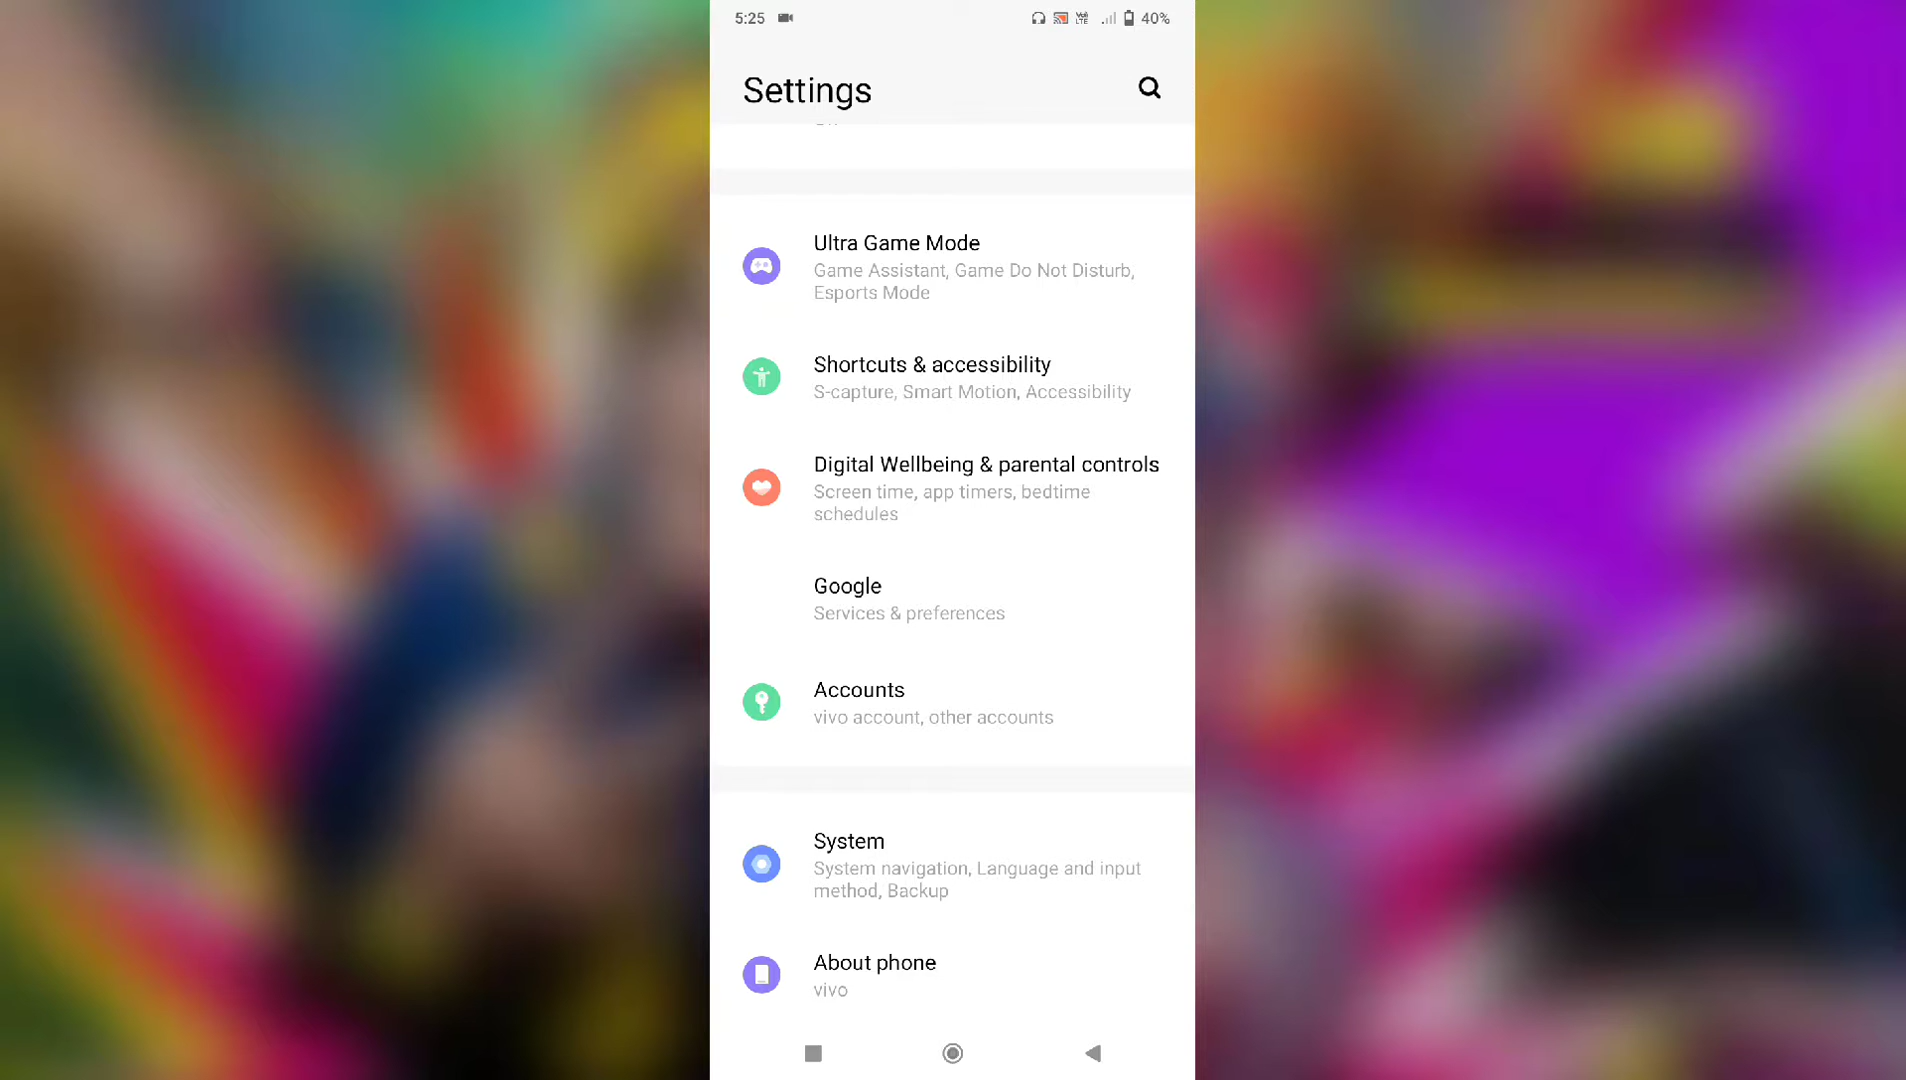 5:25
Vo LTE 40%
Settings
Ultra Game Mode
Game Assistant, Game Do Not Disturb,
Esports Mode
Shortcuts & accessibility
S-capture, Smart Motion, Accessibility
Digital Wellbeing & parental controls
Screen time, app timers, bedtime
schedules
Google
Services & preferences
Accounts
vivo account, other accounts
System
System navigation, Language and input
method, Backup
About phone
vivo